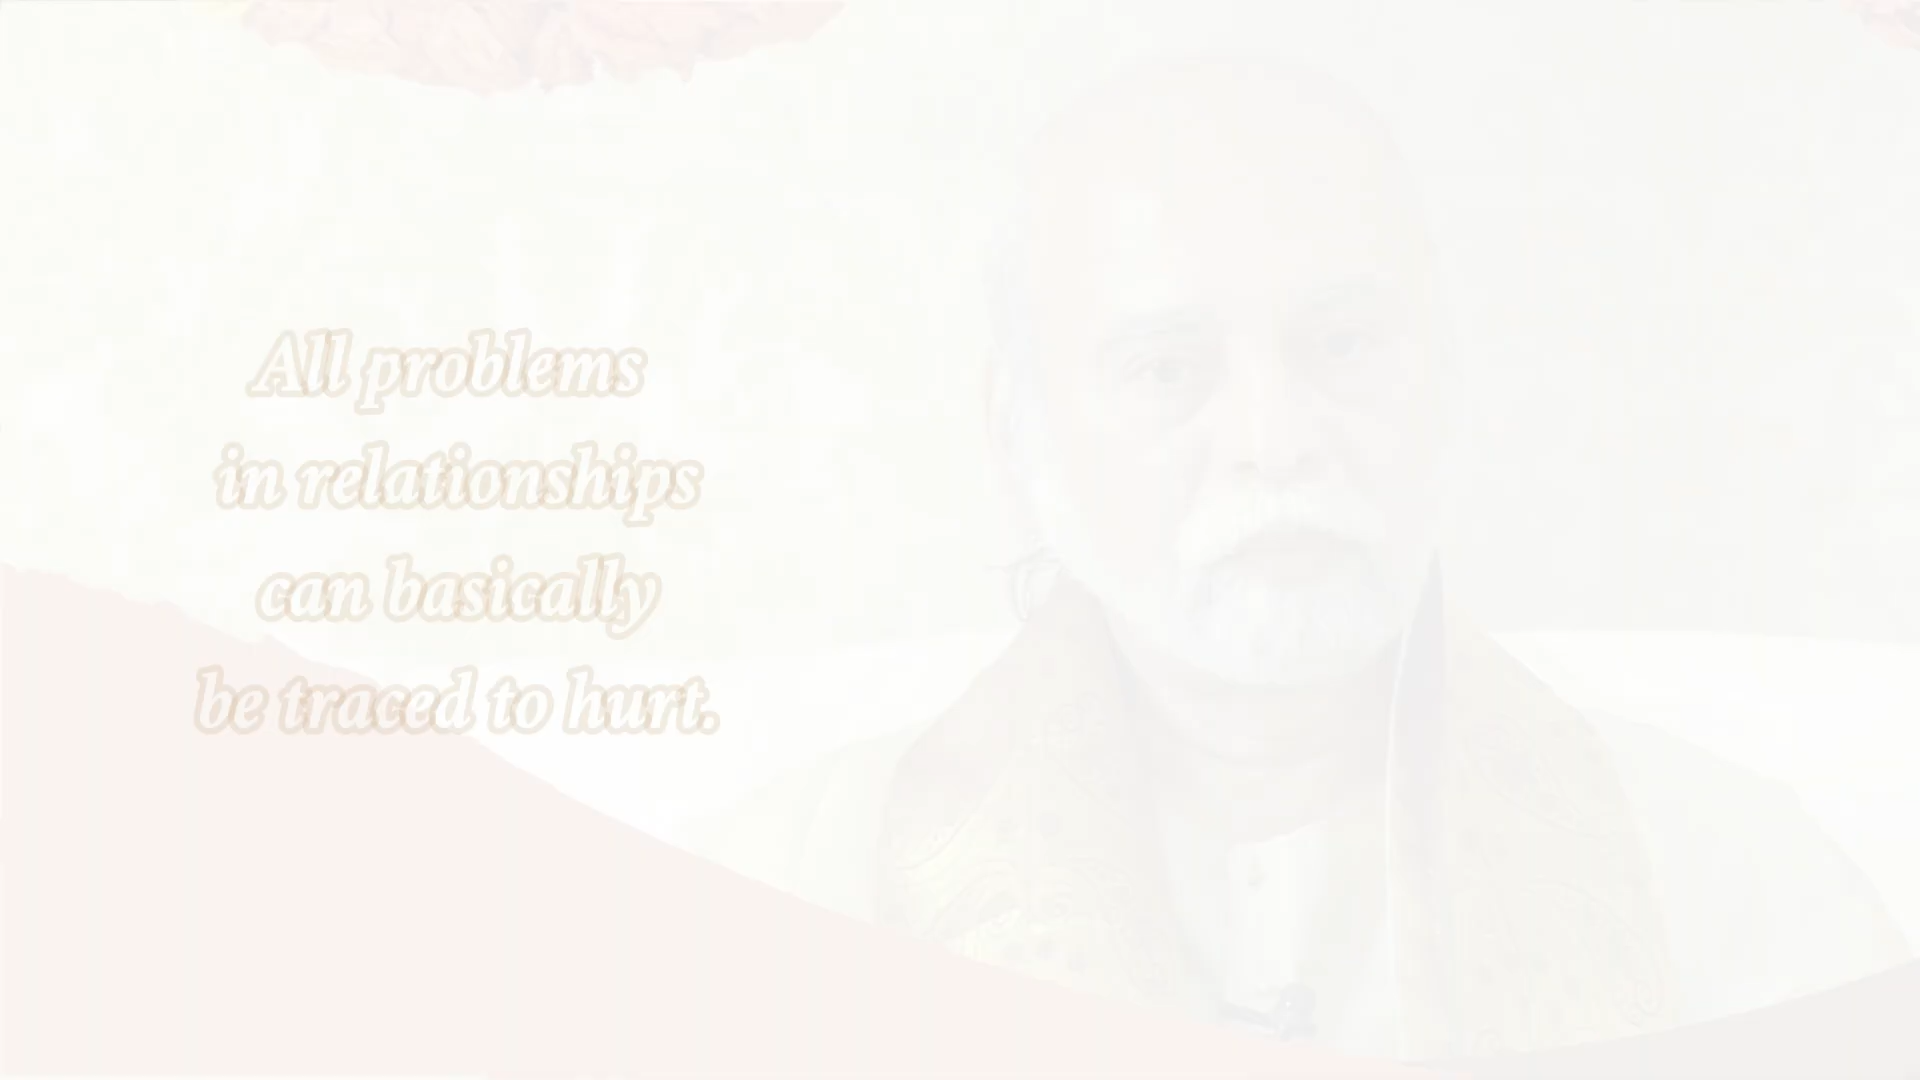 All problems
in relationships
can basically
be traced to hurt.